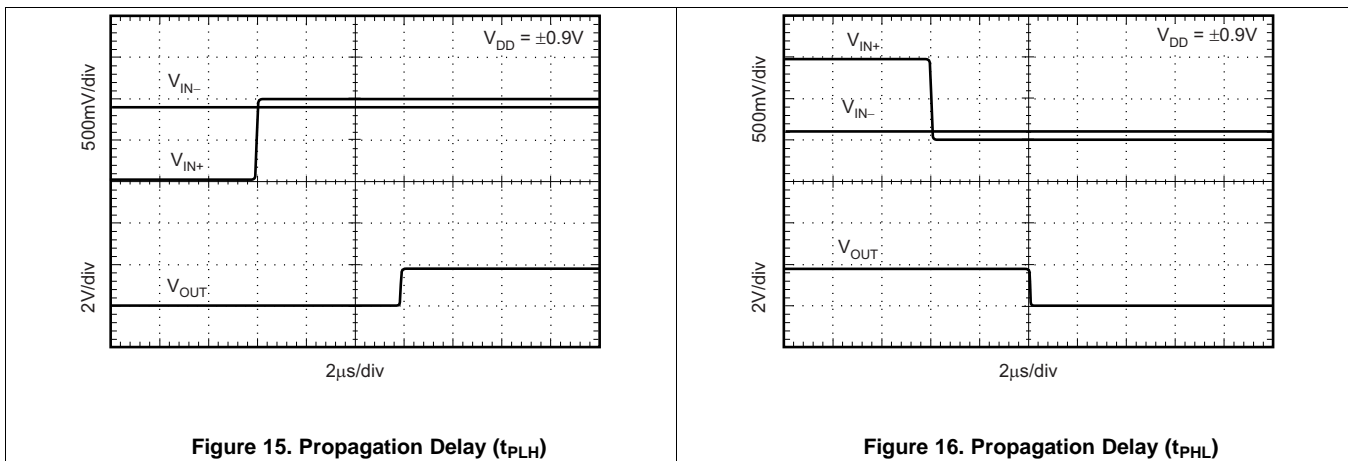 V_DD = ±0.9V
V_IN–
V_IN+
V_OUT
500mV/div
2V/div
2μs/div
Figure 15. Propagation Delay (t_PLH)
V_DD = ±0.9V
V_IN+
V_IN–
V_OUT
500mV/div
2V/div
2μs/div
Figure 16. Propagation Delay (t_PHL)